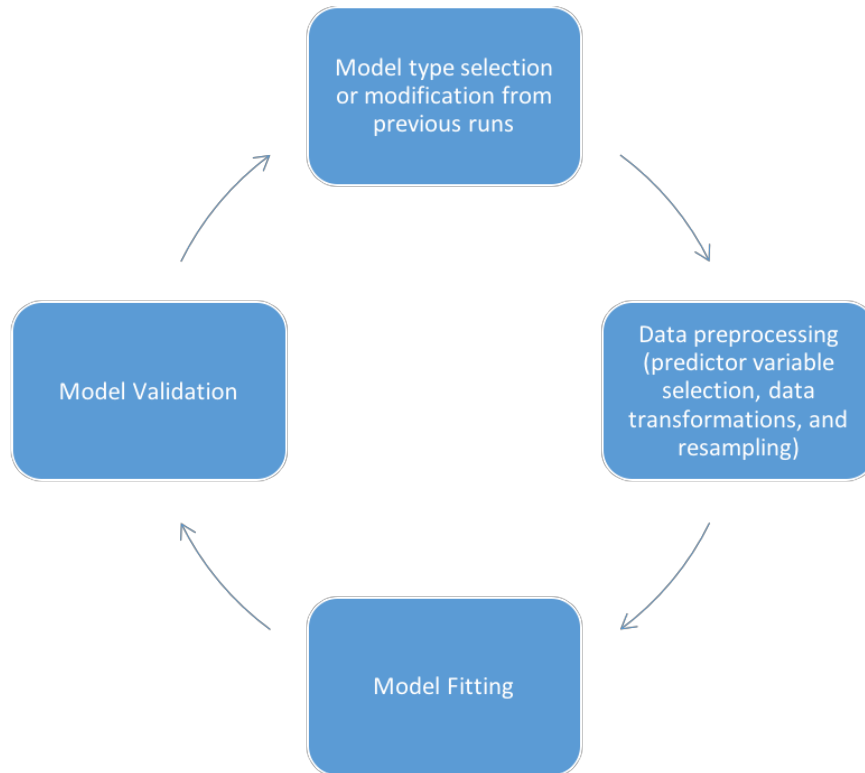 Model type selection
or modification from
previous runs
Data preprocessing
(predictor variable
selection, data
transformations, and
resampling)
Model Fitting
Model Validation